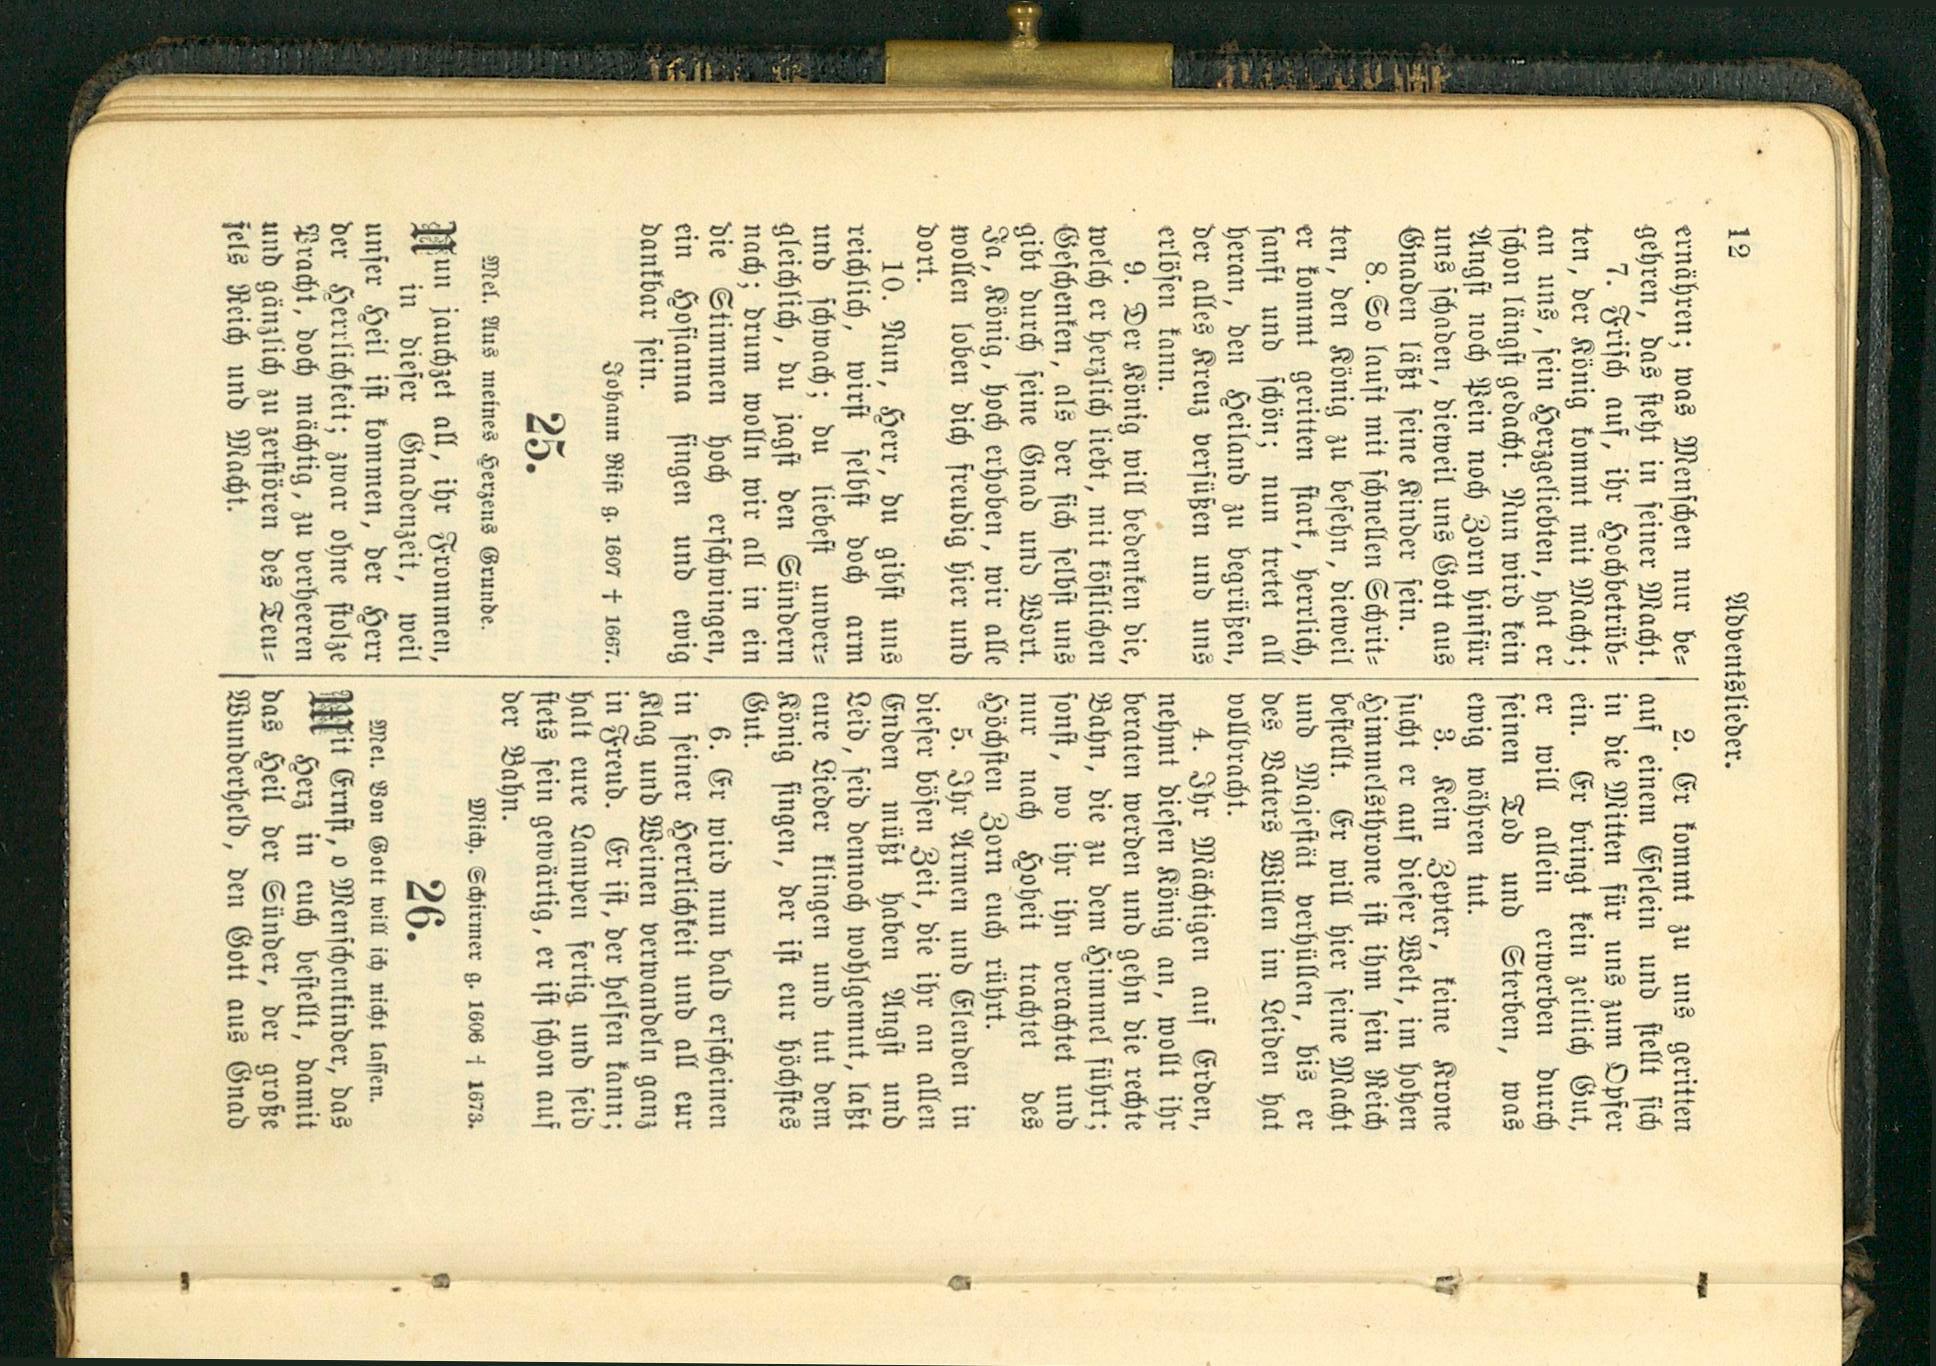 12
Adventslieder.
ernähren; was Menschen nur be=
gehren, das steht in seiner Macht.
7. Frisch auf, ihr Hochbetrüb=
ten, der König kommt mit Macht;
an uns, sein Herzgeliebten, hat er
schon längst gedacht. Nun wird kein
Angst noch Pein noch Zorn hinfür
uns schaden, dieweil uns Gott aus
Gnaden läßt seine Kinder sein.
8. So lauft mit schnellen Schrit=
ten, den König zu besehn, dieweil
er kommt geritten stark, herrlich,
sanft und schön; nun tretet all
heran, den Heiland zu begrüßen,
der alles Kreuz versüßen und uns
erlösen kann.
9. Der König will bedenken die,
welch er herzlich liebt, mit köstlichen
Geschenken, als der sich selbst uns
gibt durch seine Gnad und Wort.
Ja, König, hoch erhoben, wir alle
wollen loben dich freudig hier und
dort.
10. Nun, Herr, du gibst uns
reichlich, wirst selbst doch arm
und schwach; du liebest unver=
gleichlich, du jagst den Sündern
nach; drum wolln wir all in ein
die Stimmen hoch erschwingen,
ein Hosianna singen und ewig
dankbar sein.
Johann Rist g. 1607 † 1667.
25.
Mel. Aus meines Herzens Grunde.
Nun jauchzet all, ihr Frommen,
in dieser Gnadenzeit, weil
unser Heil ist kommen, der Herr
der Herrlichkeit; zwar ohne stolze
Pracht, doch mächtig, zu verheeren
und gänzlich zu zerstören des Teu=
fels Reich und Macht.
2. Er kommt zu uns geritten
auf einem Eselein und stellt sich
in die Mitten für uns zum Opfer
ein. Er bringt kein zeitlich Gut,
er will allein erwerben durch
seinen Tod und Sterben, was
ewig währen tut.
3. Kein Zepter, keine Krone
sucht er auf dieser Welt, im hohen
Himmelsthrone ist ihm sein Reich
bestellt. Er will hier seine Macht
und Majestät verhüllen, bis er
des Vaters Willen im Leiden hat
vollbracht.
4. Ihr Mächtigen auf Erden,
nehmt diesen König an, wollt ihr
beraten werden und gehn die rechte
Bahn, die zu dem Himmel führt;
sonst, wo ihr ihn verachtet und
nur nach Hoheit trachtet des
Höchsten Zorn euch rührt.
5. Ihr Armen und Elenden in
dieser bösen Zeit, die ihr an allen
Enden müßt haben Angst und
Leid, seid dennoch wohlgemut, laßt
eure Lieder klingen und tut dem
König singen, der ist eur höchstes
Gut.
6. Er wird nun bald erscheinen
in seiner Herrlichkeit und all eur
Klag und Weinen verwandeln ganz
in Freud. Er ist, der helfen kann;
halt eure Lampen fertig und seid
stets sein gewärtig, er ist schon auf
der Bahn.
Mich. Schirmer g. 1606 † 1673.
26.
Mel. Von Gott will ich nicht lassen.
Mit Ernst, o Menschenkinder, das
Herz in euch bestellt, damit
das Heil der Sünder, der große
Wunderheld, den Gott aus Gnad